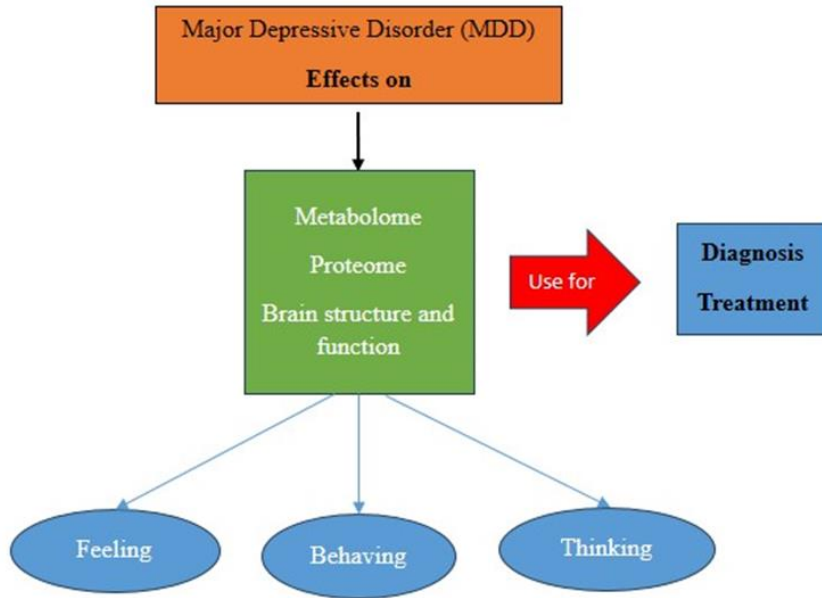 Major Depressive Disorder (MDD)
Effects on
Metabolome
Proteome
Brain structure and
function
Use for
Diagnosis
Treatment
Feeling
Behaving
Thinking